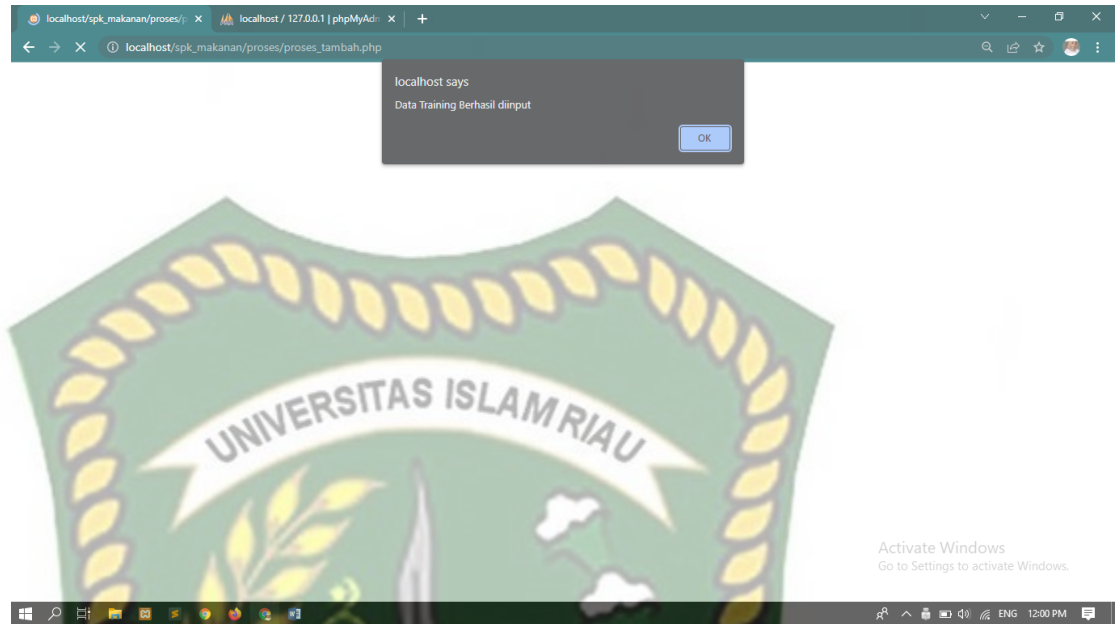 localhost/spk_makanan/proses/p
localhost / 127.0.0.1 | phpMyAdm
localhost/spk_makanan/proses/proses_tambah.php
localhost says
Data Training Berhasil diinput
OK
UNIVERSITAS ISLAM RIAU
Activate Windows
Go to Settings to activate Windows.
ENG 12:00 PM